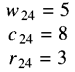 w₂₄ = 5
c₂₄ = 8
r₂₄ = 3